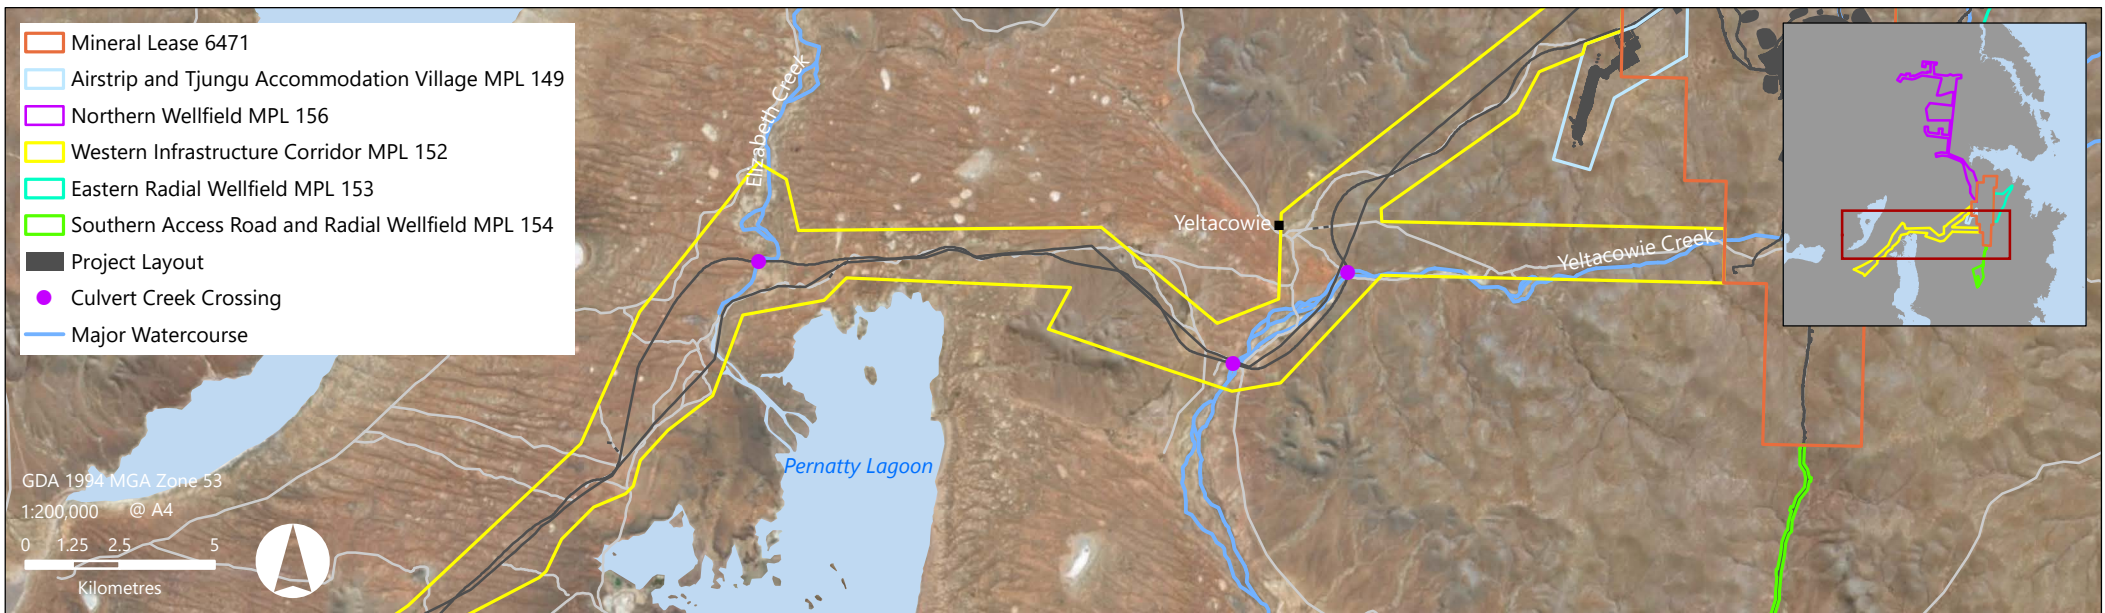 Mineral Lease 6471
Airstrip and Tjungu Accommodation Village MPL 149
Northern Wellfield MPL 156
Western Infrastructure Corridor MPL 152
Eastern Radial Wellfield MPL 153
Southern Access Road and Radial Wellfield MPL 154
Project Layout
Culvert Creek Crossing
Major Watercourse
Elizabeth Creek
Yeltacowie
Yeltacowie Creek
Pernatty Lagoon
GDA 1994 MGA Zone 53
1:200,000 @ A4
0 1.25 2.5 5
Kilometres